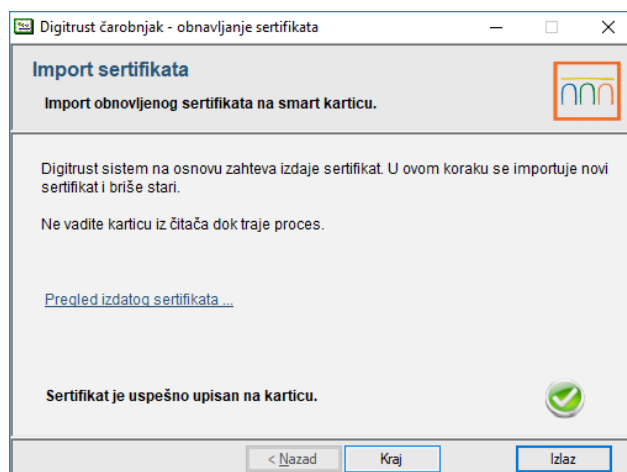 Digitrust čarobnjak - obnavljanje sertifikata
Import sertifikata
Import obnovljenog sertifikata na smart karticu.
Digitrust sistem na osnovu zahteva izdaje sertifikat. U ovom koraku se importuje novi
sertifikat i briše stari.
Ne vadite karticu iz čitača dok traje proces.
Pregled izdatog sertifikata ...
Sertifikat je uspešno upisan na karticu.
< Nazad Kraj Izlaz